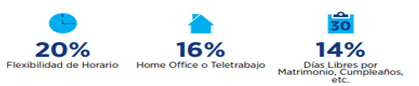 30
20%
16%
14%
Flexibilidad de Horario
Home Office o Teletrabajo
Días Libres por
Matrimonio, Cumpleaños,
etc.